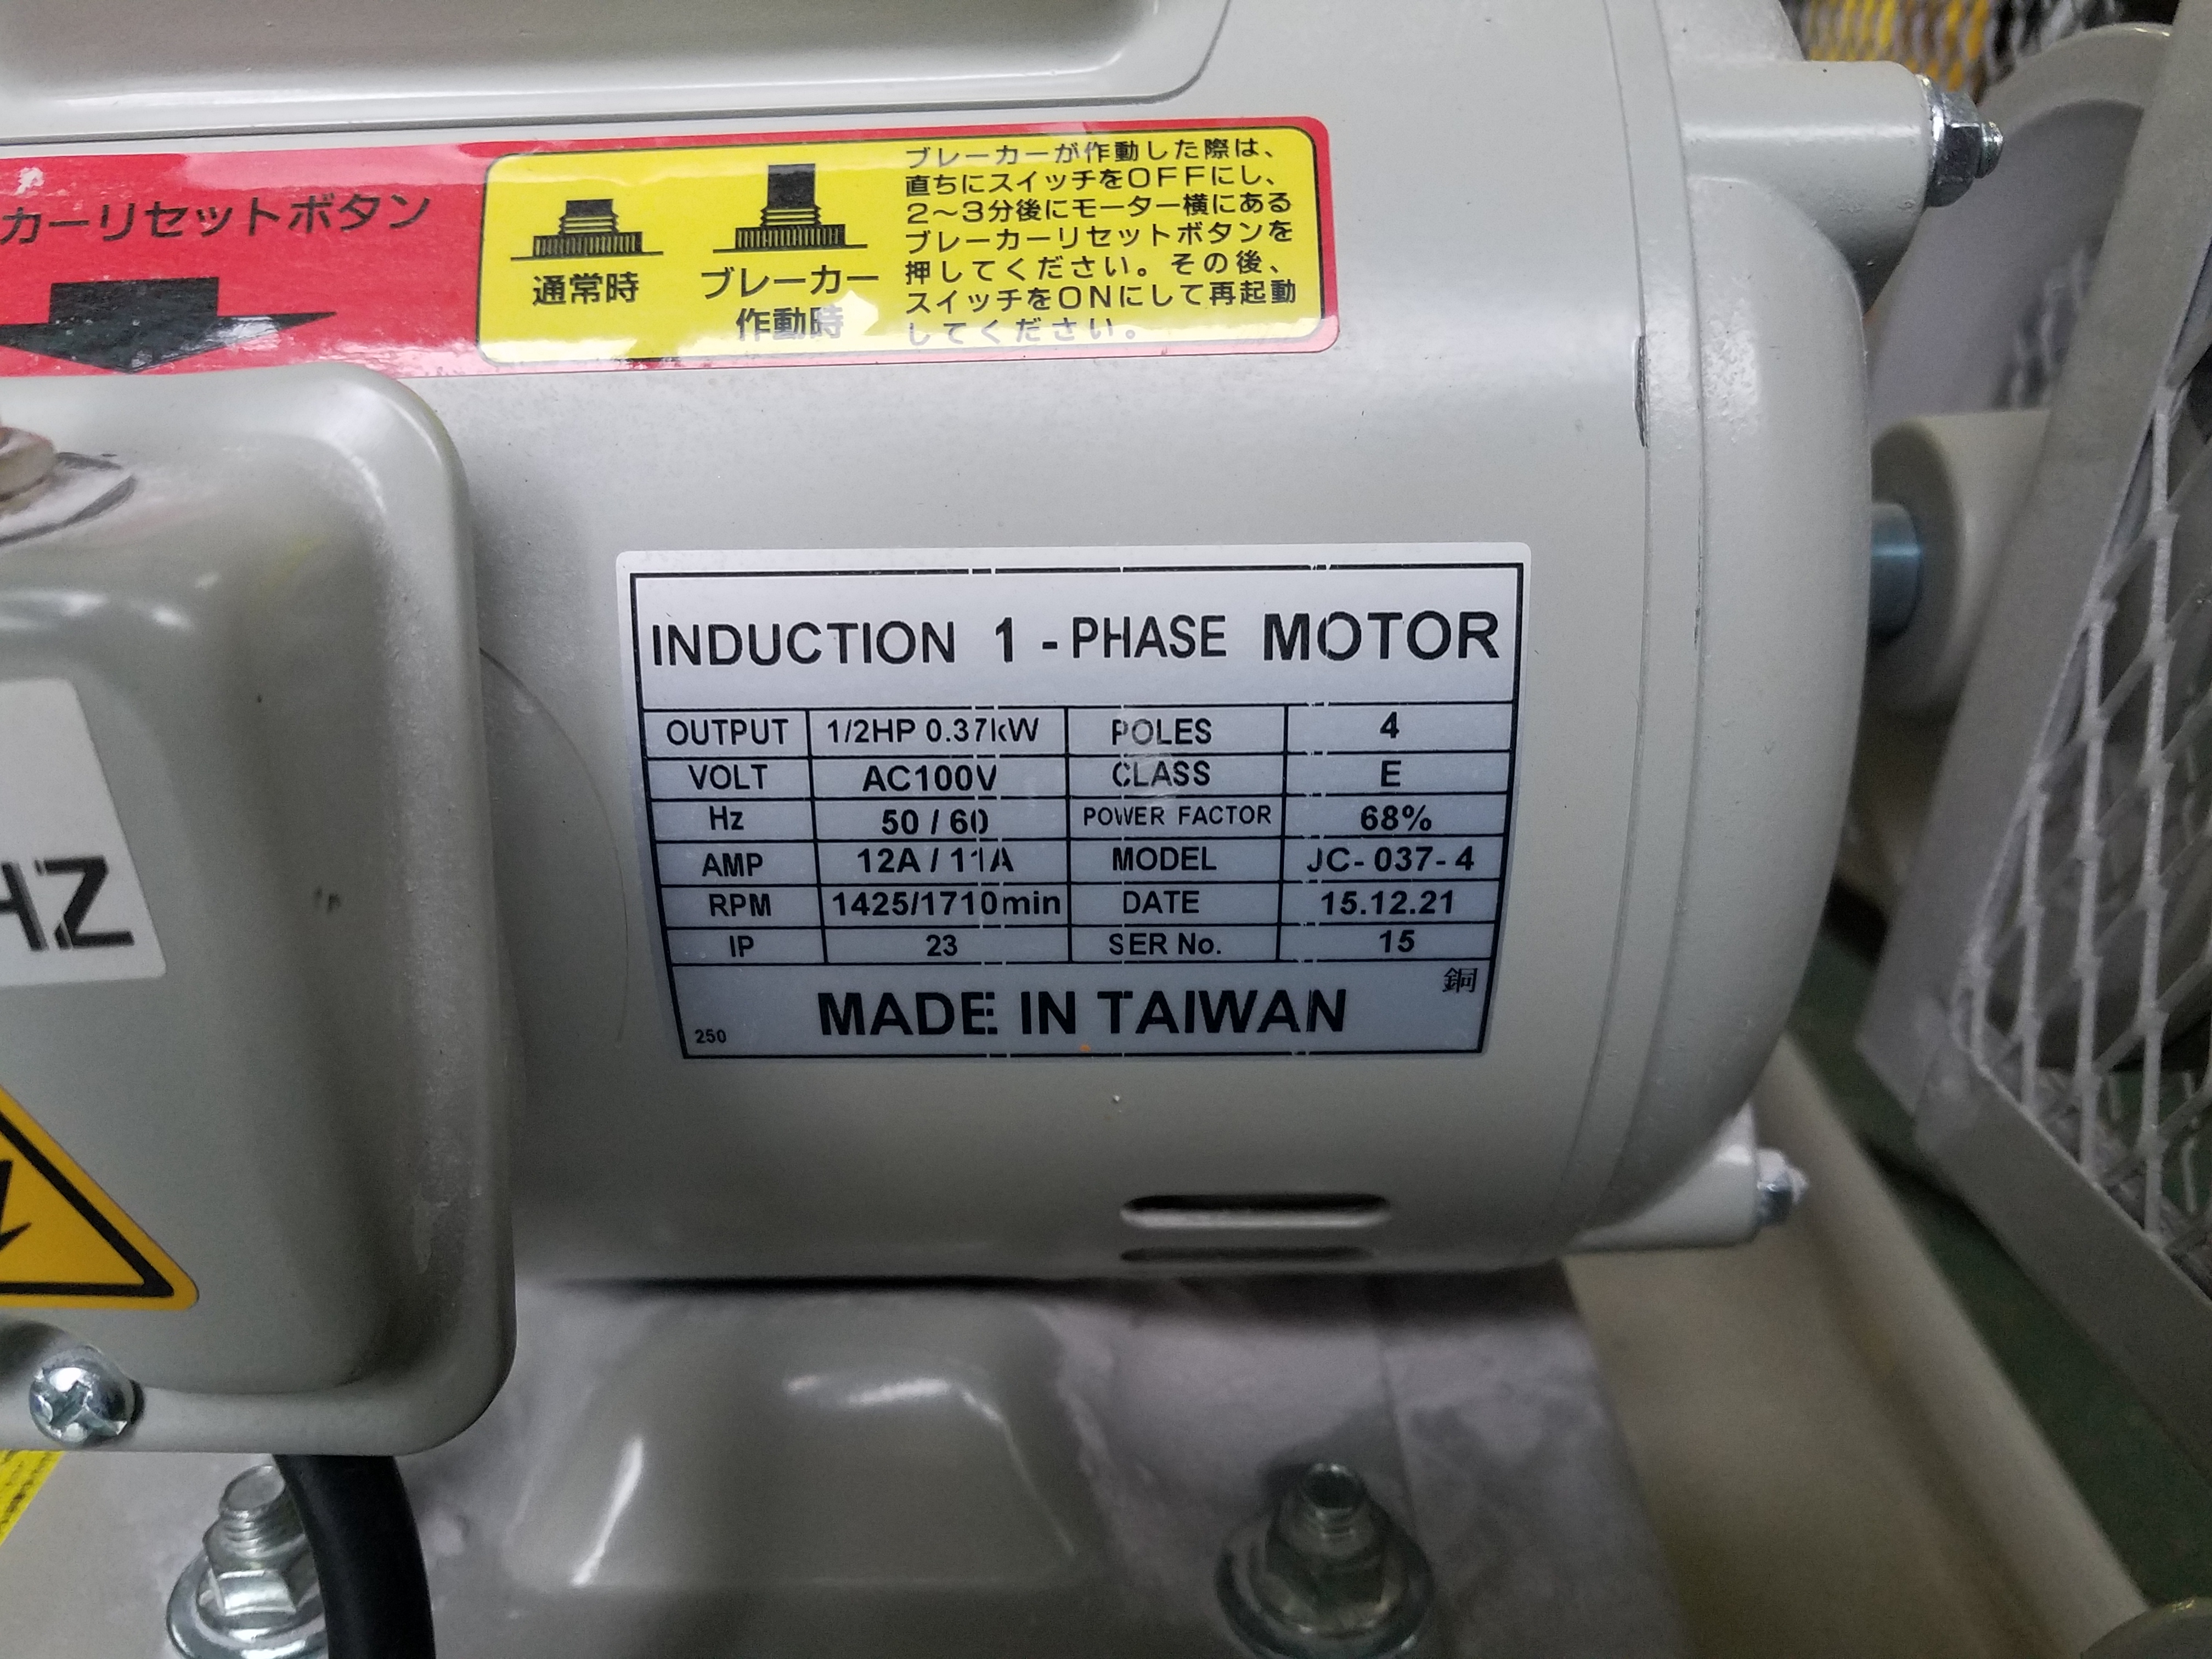 カーリセットボタン
通常時
ブレーカー
作動時
ブレーカーが作動した際は、
直ちにスイッチをOFFにし、
2～3分後にモーター横にある
ブレーカーリセットボタンを
押してください。その後、
スイッチをONにして再起動
してください。
HZ
INDUCTION 1 - PHASE MOTOR
OUTPUT 1/2HP 0.37kW POLES 4
VOLT AC100V CLASS E
Hz 50 / 60 POWER FACTOR 68%
AMP 12A / 11A MODEL JC- 037- 4
RPM 1425/1710min DATE 15.12.21
IP 23 SER No. 15
銅
250 MADE IN TAIWAN